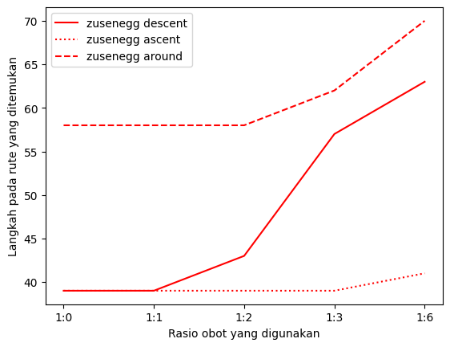 zusenegg descent
zusenegg ascent
zusenegg around
Langkah pada rute yang ditemukan
70
65
60
55
50
45
40
1:0 1:1 1:2 1:3 1:6
Rasio obot yang digunakan